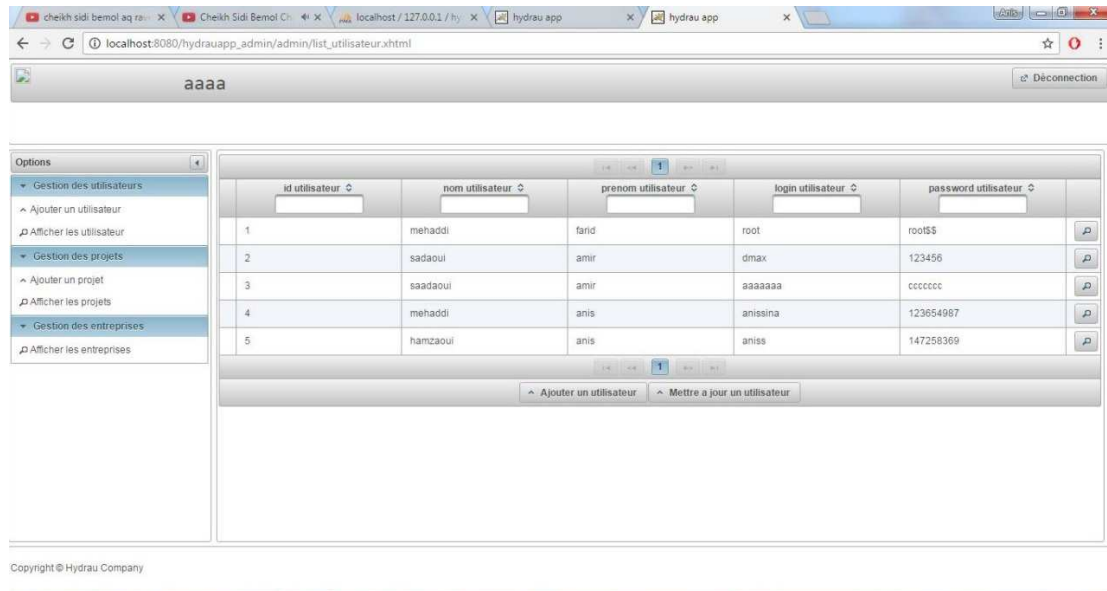 cheikh sidi bemol aq rav
Cheikh Sidi Bemol Ch
localhost / 127.0.0.1 / hy
hydrau app
hydrau app
Anis
localhost:8080/hydrauapp_admin/admin/list_utilisateur.xhtml
aaaa
Dèconnection
Options
Gestion des utilisateurs
Ajouter un utilisateur
Afficher les utilisateur
Gestion des projets
Ajouter un projet
Afficher les projets
Gestion des entreprises
Afficher les entreprises
1
id utilisateur nom utilisateur prenom utilisateur login utilisateur password utilisateur
1 mehaddi farid root root$$
2 sadaoui amir dmax 123456
3 saadaoui amir aaaaaaa ccccccc
4 mehaddi anis anissina 123654987
5 hamzaoui anis aniss 147258369
1
Ajouter un utilisateur Mettre a jour un utilisateur
Copyright © Hydrau Company